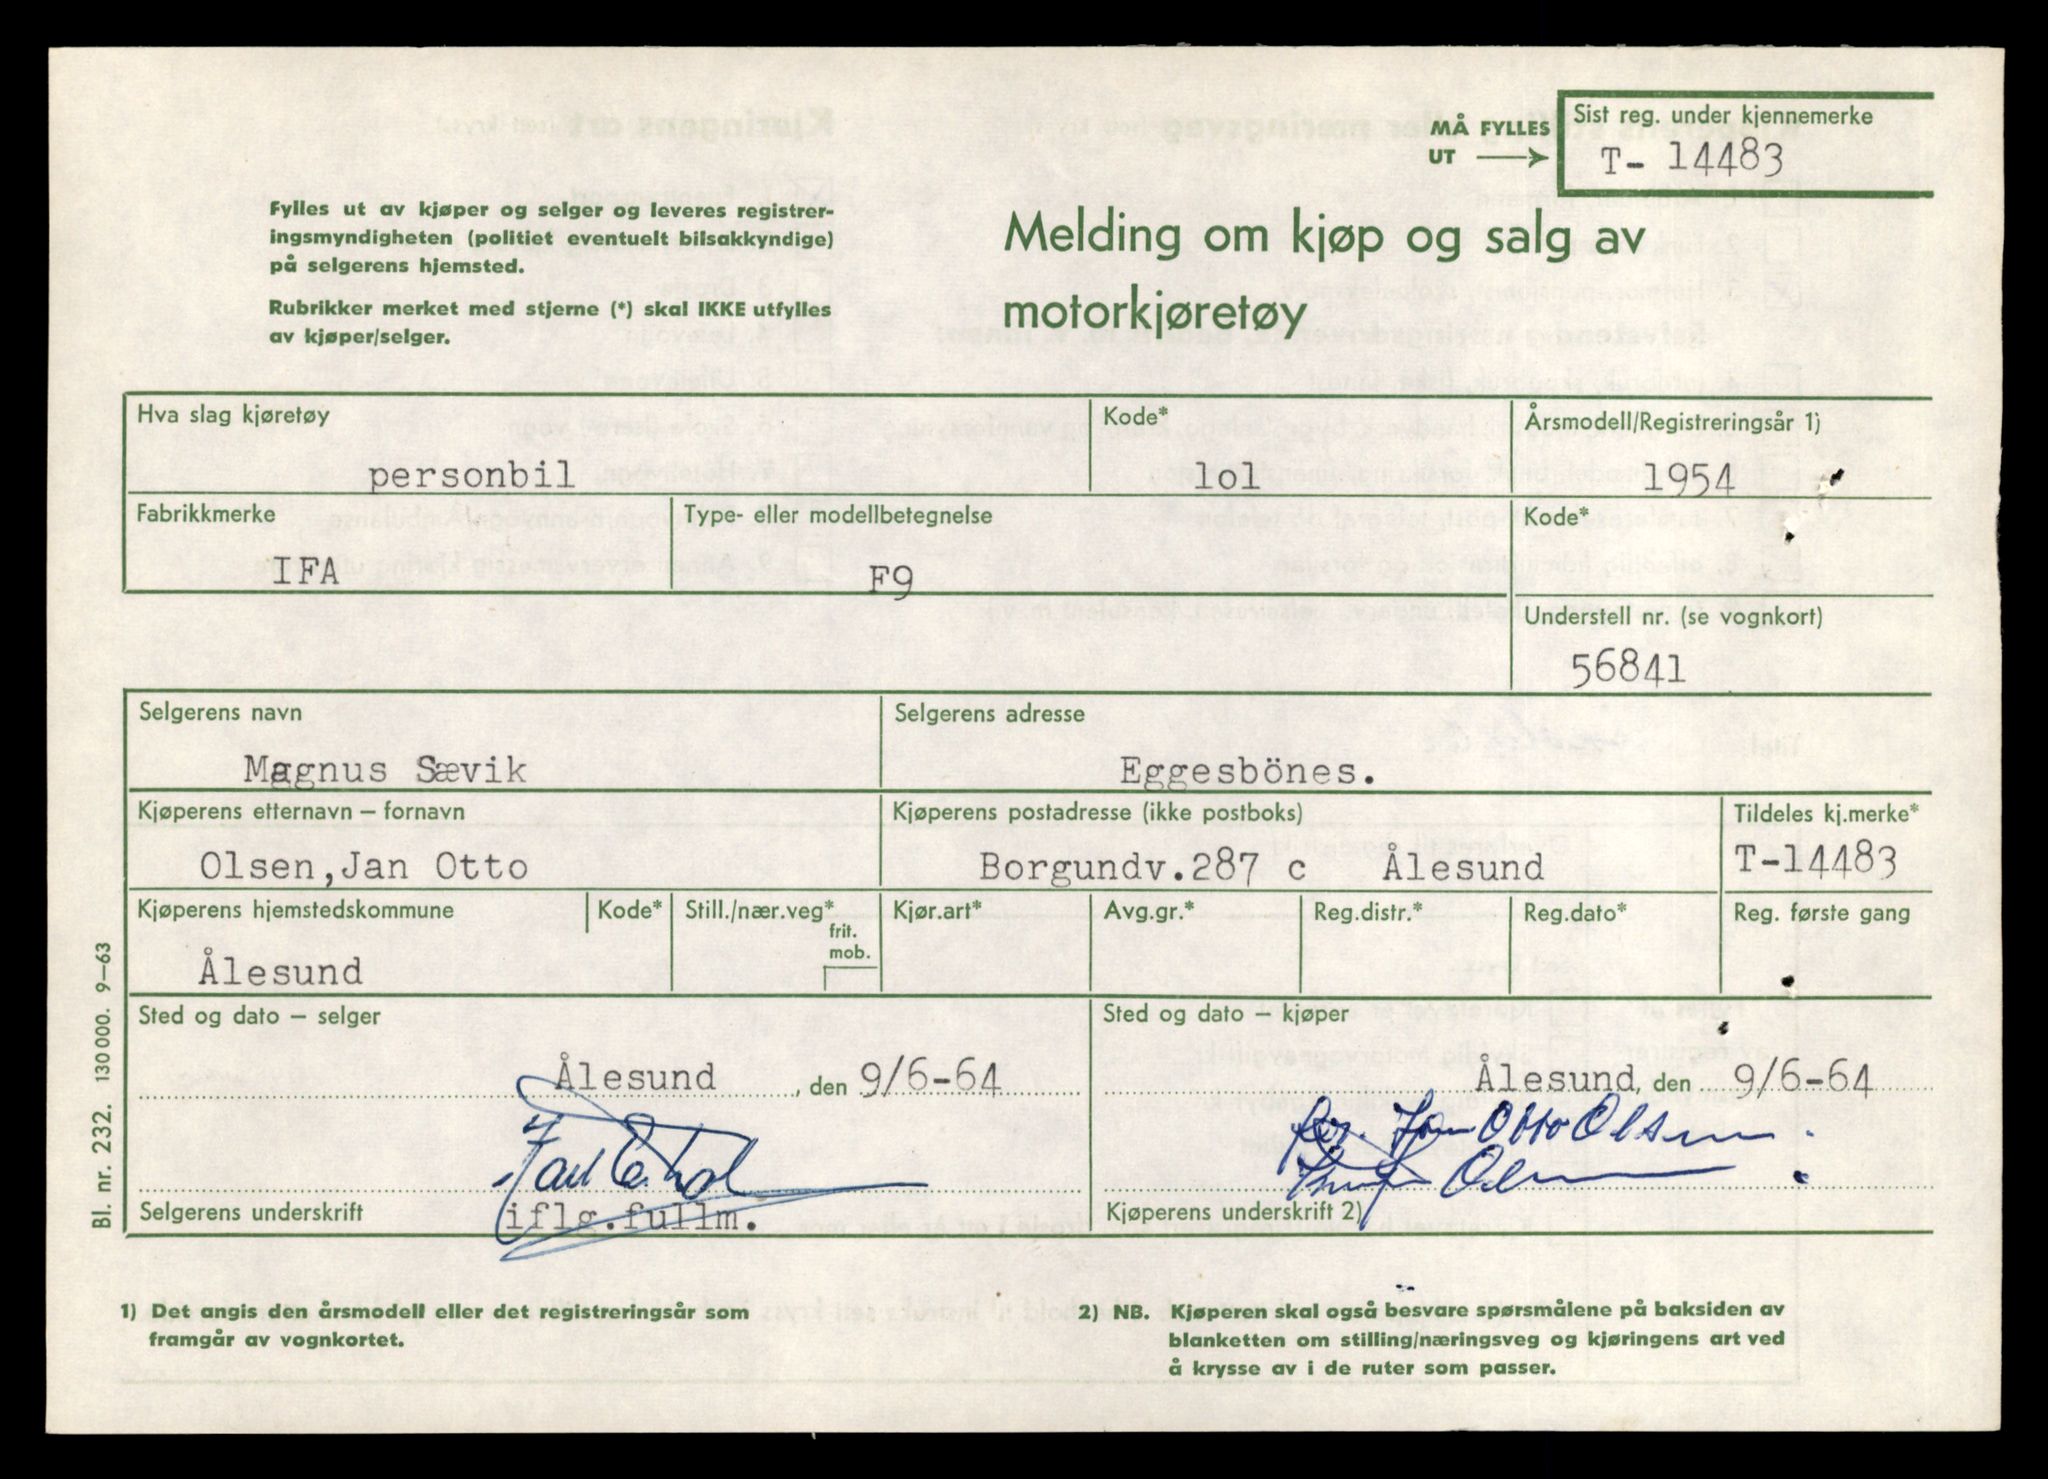 MÅ FYLLES UT
Sist reg. under kjennemerke
T- 14483
Fylles ut av kjøper og selger og leveres registrer-
ingsmyndigheten (politiet eventuelt bilsakkyndige)
på selgerens hjemsted.
Rubrikker merket med stjerne (*) skal IKKE utfylles
av kjøper/selger.
Melding om kjøp og salg av
motorkjøretøy
Hva slag kjøretøy
personbil
Kode*
lol
Årsmodell/Registreringsår 1)
1954
Fabrikkmerke
IFA
Type- eller modellbetegnelse
F9
Kode*
Understell nr. (se vognkort)
56841
Selgerens navn
Magnus Sævik
Selgerens adresse
Eggesbönes.
Kjøperens etternavn – fornavn
Olsen,Jan Otto
Kjøperens postadresse (ikke postboks)
Borgundv.287 c Ålesund
Tildeles kj.merke*
T-14483
Kjøperens hjemstedskommune
Ålesund
Kode*
Still./nær.veg*
frit.
mob.
Kjør.art*
Avg.gr.*
Reg.distr.*
Reg.dato*
Reg. første gang
Sted og dato – selger
Ålesund, den 9/6-64
Selgerens underskrift
iflg.fullm.
Sted og dato – kjøper
Ålesund, den 9/6-64
per. Jan Otto Olsen
Olsen
Kjøperens underskrift 2)
Bl. nr. 232. 130 000. 9–63
1) Det angis den årsmodell eller det registreringsår som
framgår av vognkortet.
2) NB. Kjøperen skal også besvare spørsmålene på baksiden av
blanketten om stilling/næringsveg og kjøringens art ved
å krysse av i de ruter som passer.